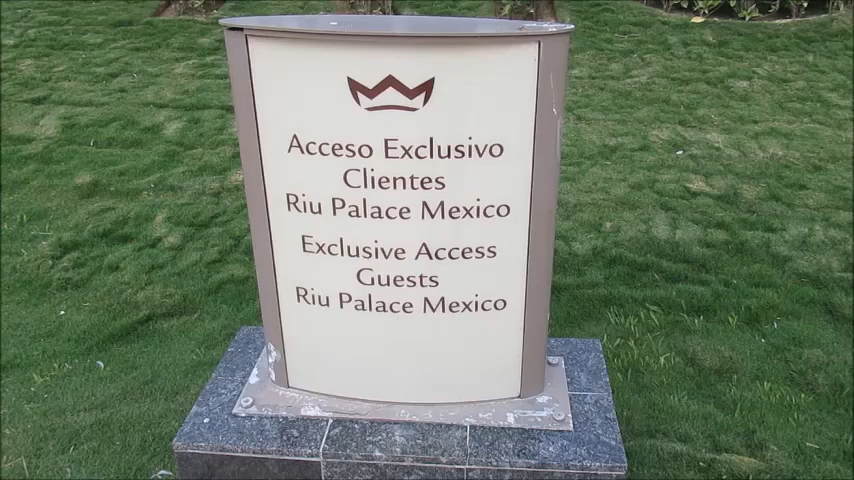 Acceso Exclusivo
Clientes
Riu Palace Mexico
Exclusive Access
Guests
Riu Palace Mexico